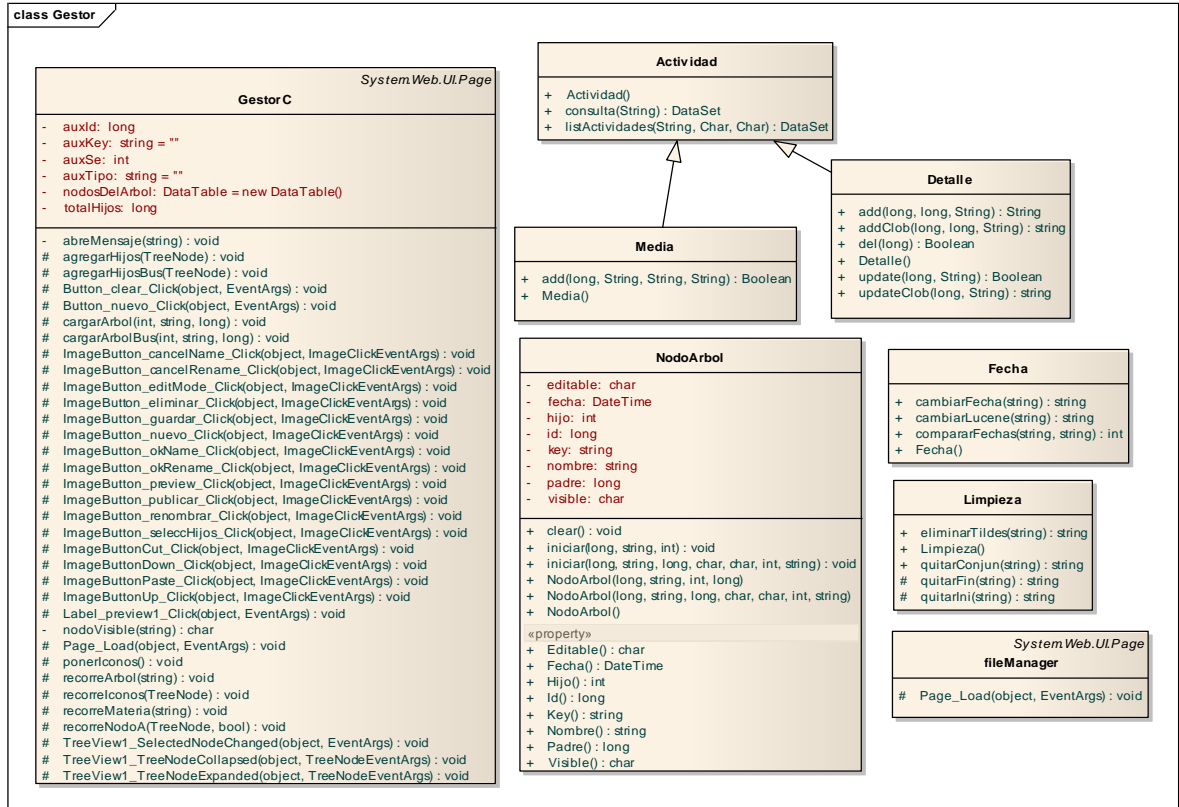 class Gestor
System.Web.UI.Page
GestorC
- auxId: long
- auxKey: string = ""
- auxSe: int
- auxTipo: string = ""
- nodosDelArbol: DataTable = new DataTable()
- totalHijos: long
- abreMensaje(string) : void
# agregarHijos(TreeNode) : void
# agregarHijosBus(TreeNode) : void
# Button_clear_Click(object, EventArgs) : void
# Button_nuevo_Click(object, EventArgs) : void
# cargarArbol(int, string, long) : void
# cargarArbolBus(int, string, long) : void
# ImageButton_cancelName_Click(object, ImageClickEventArgs) : void
# ImageButton_cancelRename_Click(object, ImageClickEventArgs) : void
# ImageButton_editMode_Click(object, ImageClickEventArgs) : void
# ImageButton_eliminar_Click(object, ImageClickEventArgs) : void
# ImageButton_guardar_Click(object, ImageClickEventArgs) : void
# ImageButton_nuevo_Click(object, ImageClickEventArgs) : void
# ImageButton_okName_Click(object, ImageClickEventArgs) : void
# ImageButton_okRename_Click(object, ImageClickEventArgs) : void
# ImageButton_preview_Click(object, ImageClickEventArgs) : void
# ImageButton_publicar_Click(object, ImageClickEventArgs) : void
# ImageButton_renombrar_Click(object, ImageClickEventArgs) : void
# ImageButton_seleccHijos_Click(object, ImageClickEventArgs) : void
# ImageButtonCut_Click(object, ImageClickEventArgs) : void
# ImageButtonDown_Click(object, ImageClickEventArgs) : void
# ImageButtonPaste_Click(object, ImageClickEventArgs) : void
# ImageButtonUp_Click(object, ImageClickEventArgs) : void
# Label_preview1_Click(object, EventArgs) : void
- nodoVisible(string) : char
# Page_Load(object, EventArgs) : void
# ponerIconos() : void
# recorreArbol(string) : void
# recorreIconos(TreeNode) : void
# recorreMateria(string) : void
# recorreNodoA(TreeNode, bool) : void
# TreeView1_SelectedNodeChanged(object, EventArgs) : void
# TreeView1_TreeNodeCollapsed(object, TreeNodeEventArgs) : void
# TreeView1_TreeNodeExpanded(object, TreeNodeEventArgs) : void
Actividad
+ Actividad()
+ consulta(String) : DataSet
+ listActividades(String, Char, Char) : DataSet
Detalle
+ add(long, long, String) : String
+ addClob(long, long, String) : string
+ del(long) : Boolean
+ Detalle()
+ update(long, String) : Boolean
+ updateClob(long, String) : string
Media
+ add(long, String, String, String) : Boolean
+ Media()
NodoArbol
- editable: char
- fecha: DateTime
- hijo: int
- id: long
- key: string
- nombre: string
- padre: long
- visible: char
+ clear() : void
+ iniciar(long, string, int) : void
+ iniciar(long, string, long, char, char, int, string) : void
+ NodoArbol(long, string, int, long)
+ NodoArbol(long, string, long, char, char, int, string)
+ NodoArbol()
«property»
+ Editable() : char
+ Fecha() : DateTime
+ Hijo() : int
+ Id() : long
+ Key() : string
+ Nombre() : string
+ Padre() : long
+ Visible() : char
Fecha
+ cambiarFecha(string) : string
+ cambiarLucene(string) : string
+ compararFechas(string, string) : int
+ Fecha()
Limpieza
+ eliminarTildes(string) : string
+ Limpieza()
+ quitarConjun(string) : string
# quitarFin(string) : string
# quitarIni(string) : string
System.Web.UI.Page
fileManager
# Page_Load(object, EventArgs) : void